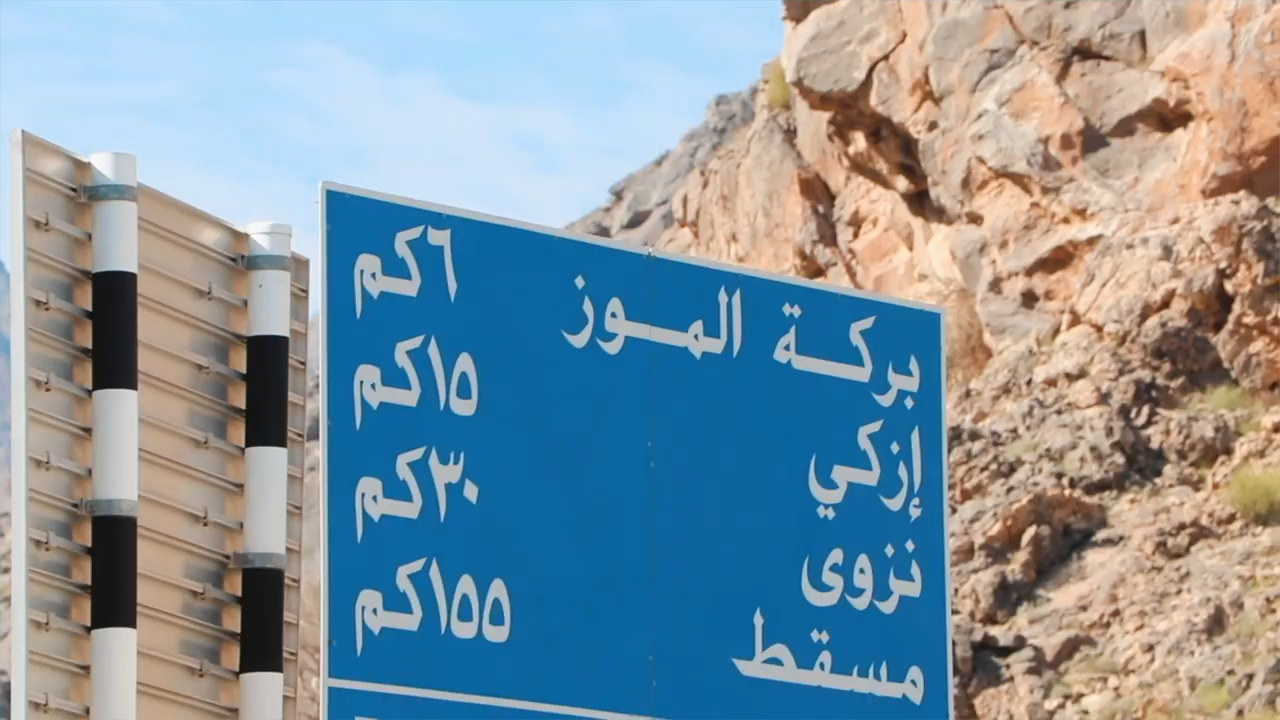 بركة الموز ٦كم
إزكي ١٥كم
نزوى ٣٠كم
مسقط ١٥٥كم